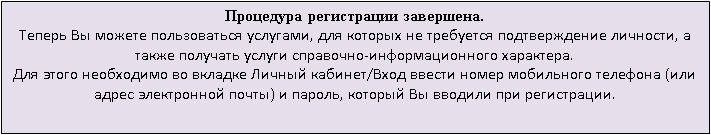 Процедура регистрации завершена.
Теперь Вы можете пользоваться услугами, для которых не требуется подтверждение личности, а
также получать услуги справочно-информационного характера.
Для этого необходимо во вкладке Личный кабинет/Вход ввести номер мобильного телефона (или
адрес электронной почты) и пароль, который Вы вводили при регистрации.